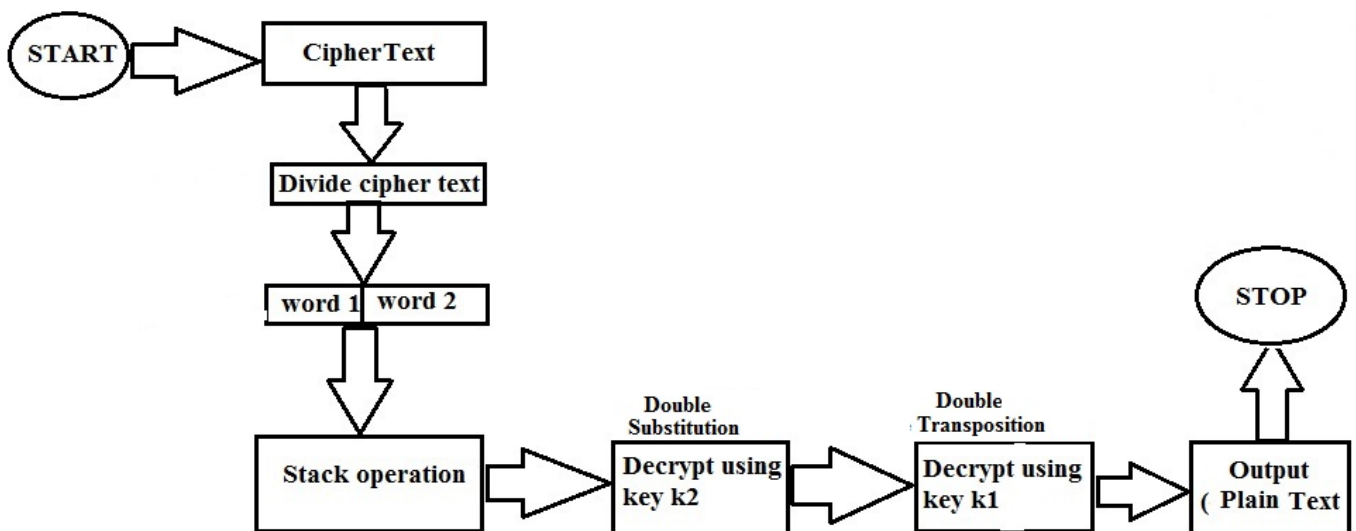 START
CipherText
Divide cipher text
word 1
word 2
Stack operation
Double
Substitution
Decrypt using
key k2
Double
Transposition
Decrypt using
key k1
Output
( Plain Text
STOP